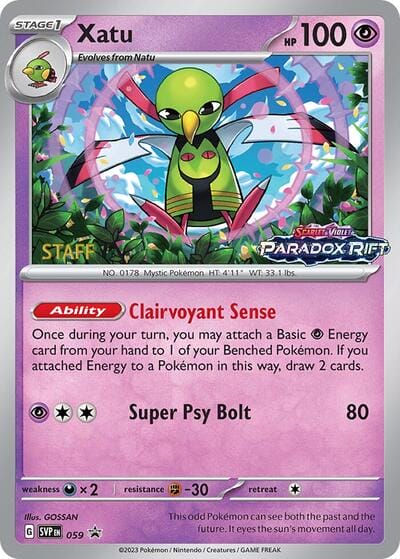 STAGE1
Xatu
HP 100
Evolves from Natu
STAFF
SCARLET & VIOLET
PARADOX RIFT
NO. 0178 Mystic Pokémon HT: 4'11" WT: 33.1 lbs.
Ability Clairvoyant Sense
Once during your turn, you may attach a Basic Energy
card from your hand to 1 of your Benched Pokémon. If you
attached Energy to a Pokémon in this way, draw 2 cards.
Super Psy Bolt 80
weakness ×2 resistance -30 retreat
Illus. GOSSAN
G SVP EN 059
This odd Pokémon can see both the past and the
future. It eyes the sun's movement all day.
©2023 Pokémon / Nintendo / Creatures / GAME FREAK